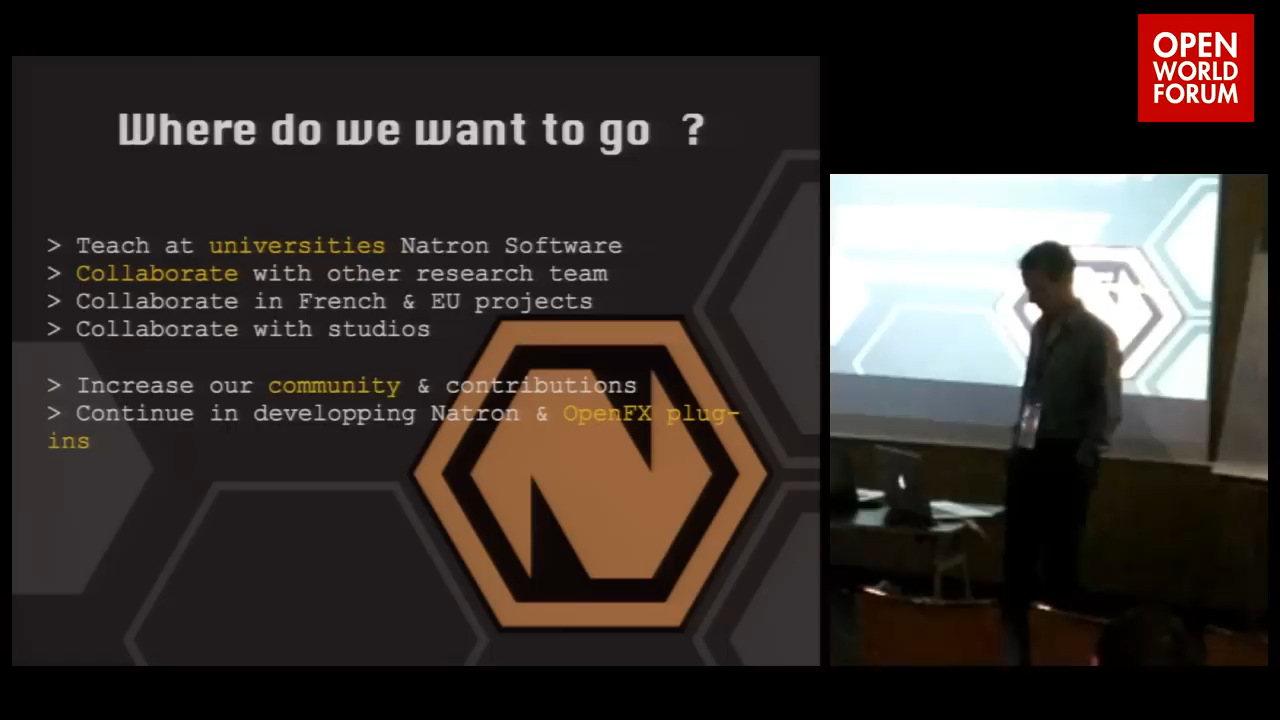 OPEN
WORLD
FORUM
Where do we want to go ?
> Teach at universities Natron Software
> Collaborate with other research team
> Collaborate in French & EU projects
> Collaborate with studios
> Increase our community & contributions
> Continue in developping Natron & OpenFX plug-
ins